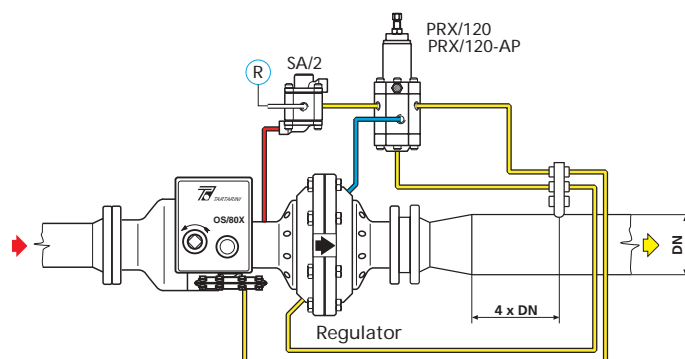 PRX/120
PRX/120-AP
SA/2
R
TARTARINI
OS/80X
DN
4 x DN
Regulator